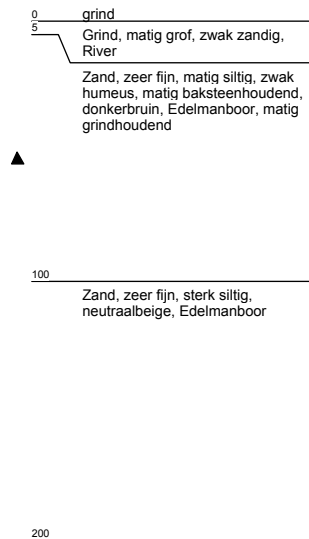 0 grind
5 Grind, matig grof, zwak zandig,
River
Zand, zeer fijn, matig siltig, zwak
humeus, matig baksteenhoudend,
donkerbruin, Edelmanboor, matig
grindhoudend
100
Zand, zeer fijn, sterk siltig,
neutraalbeige, Edelmanboor
200